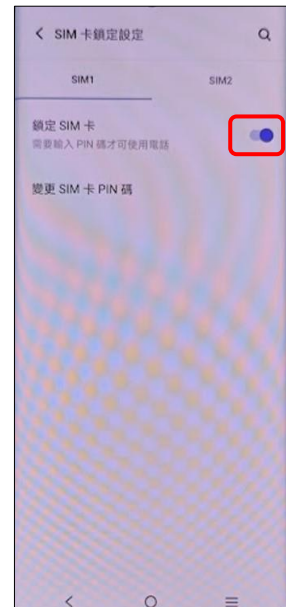 SIM 卡鎖定設定
SIM1
SIM2
鎖定 SIM 卡
需要輸入 PIN 碼才可使用電話
變更 SIM 卡 PIN 碼